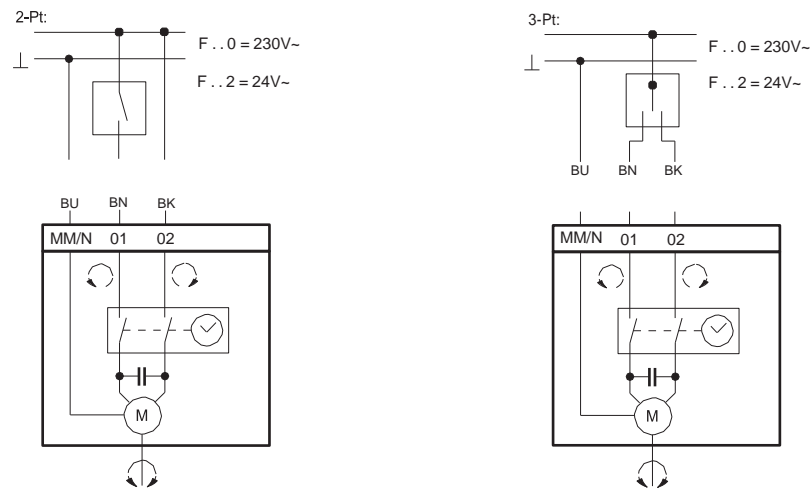 2-Pt:
F . . 0 = 230V~
F . . 2 = 24V~
BU BN BK
MM/N 01 02
M
3-Pt:
F . . 0 = 230V~
F . . 2 = 24V~
BU BN BK
MM/N 01 02
M